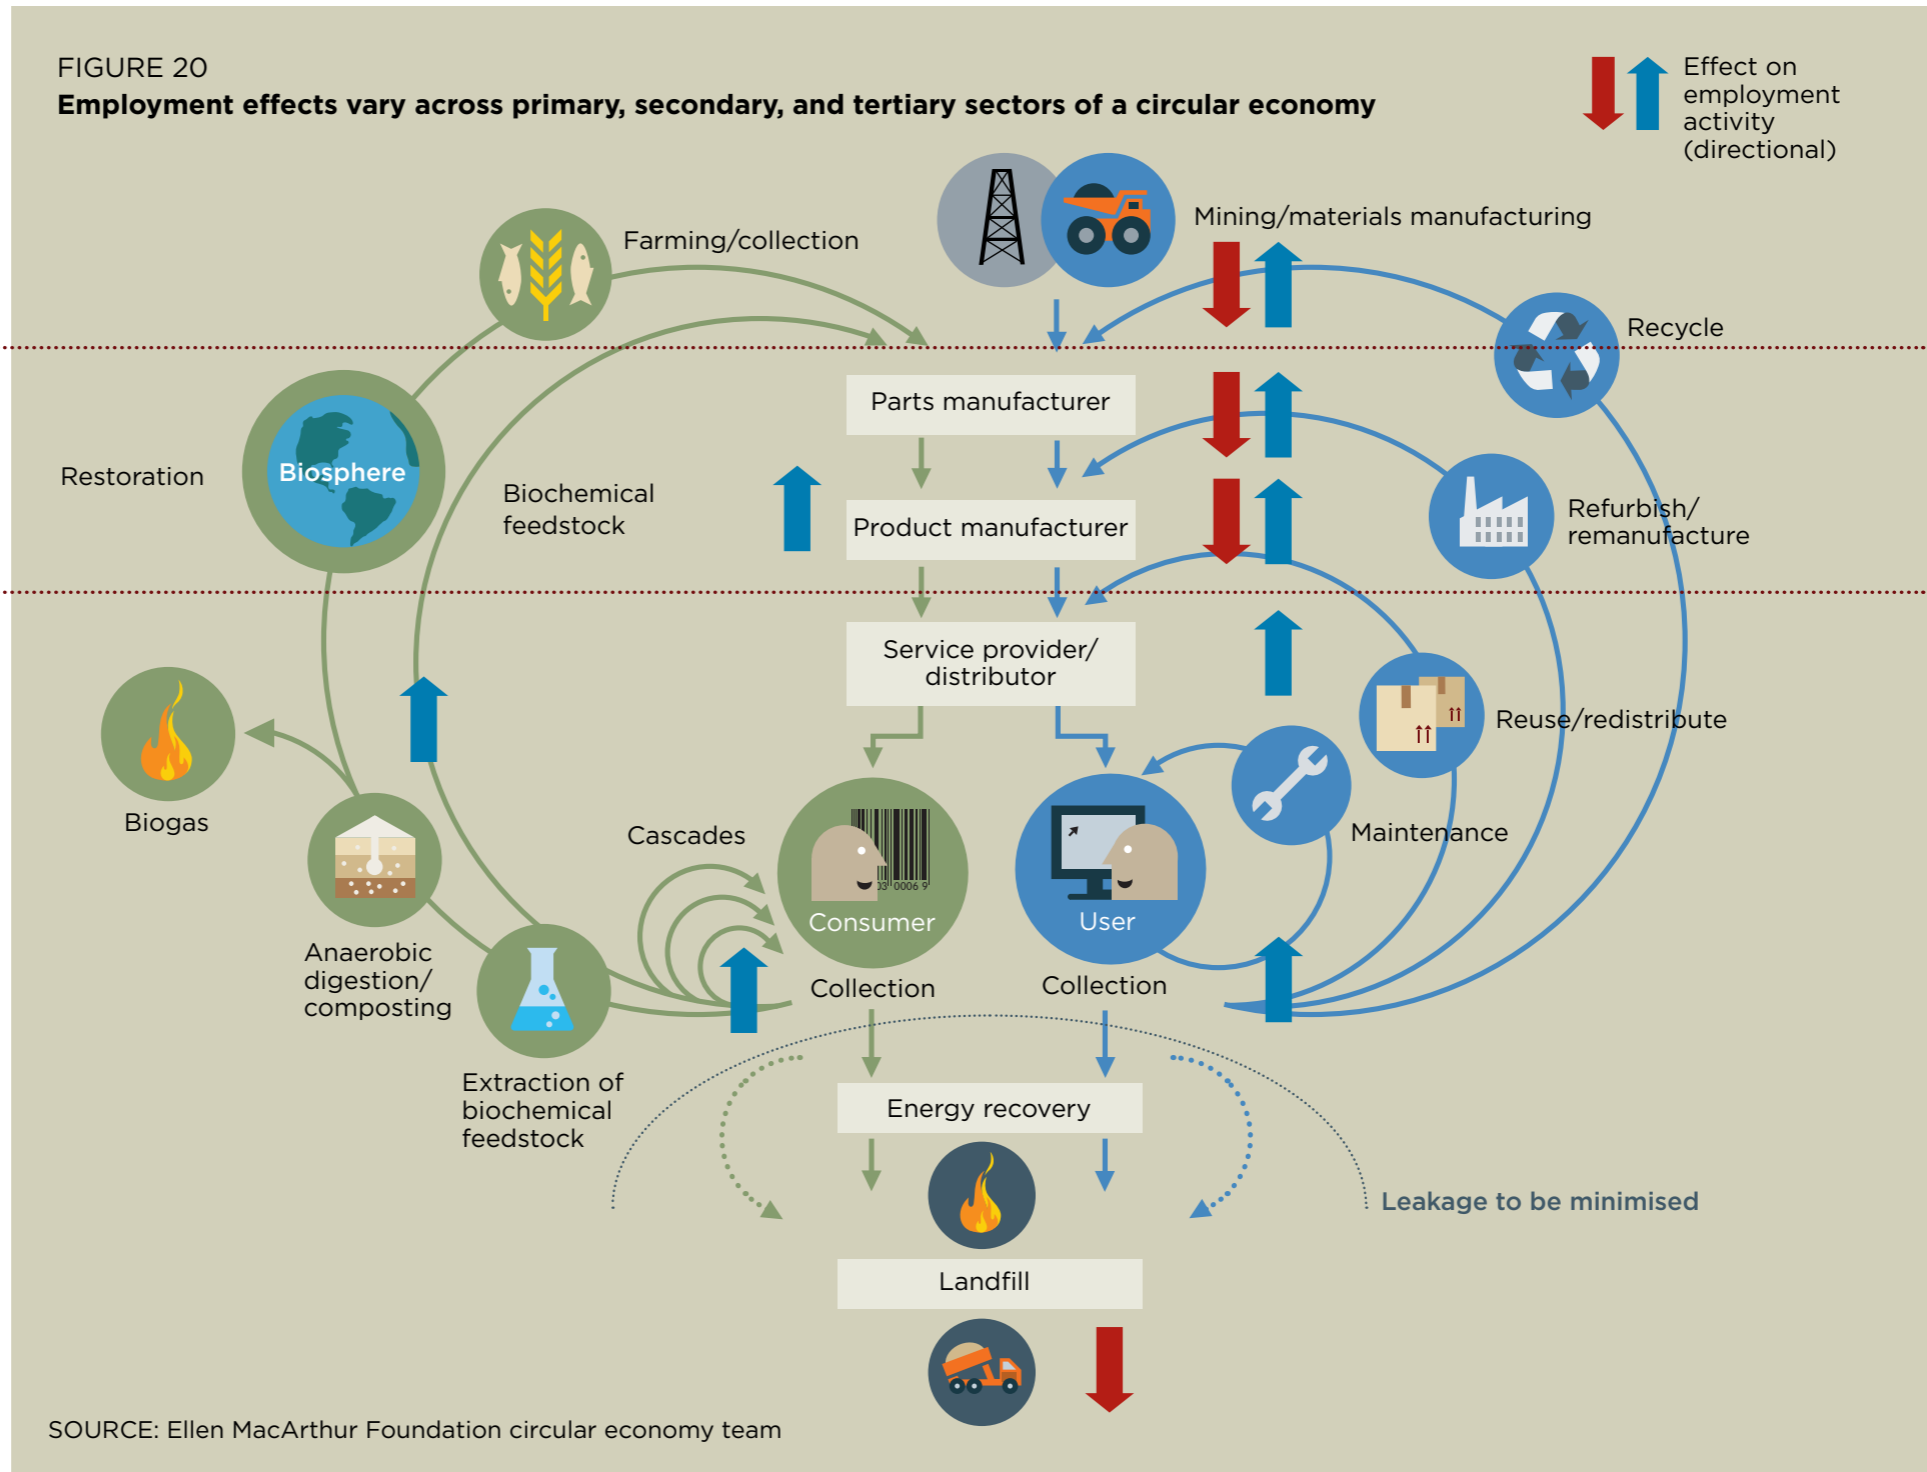 FIGURE 20
Employment effects vary across primary, secondary, and tertiary sectors of a circular economy
Effect on
employment
activity
(directional)
Mining/materials manufacturing
Farming/collection
Recycle
Parts manufacturer
Restoration
Biosphere
Biochemical
feedstock
Product manufacturer
Refurbish/
remanufacture
Service provider/
distributor
Reuse/redistribute
Biogas
Cascades
Maintenance
03 0006 9
Consumer
User
Anaerobic
digestion/
composting
Collection
Collection
Extraction of
biochemical
feedstock
Energy recovery
Leakage to be minimised
Landfill
SOURCE: Ellen MacArthur Foundation circular economy team